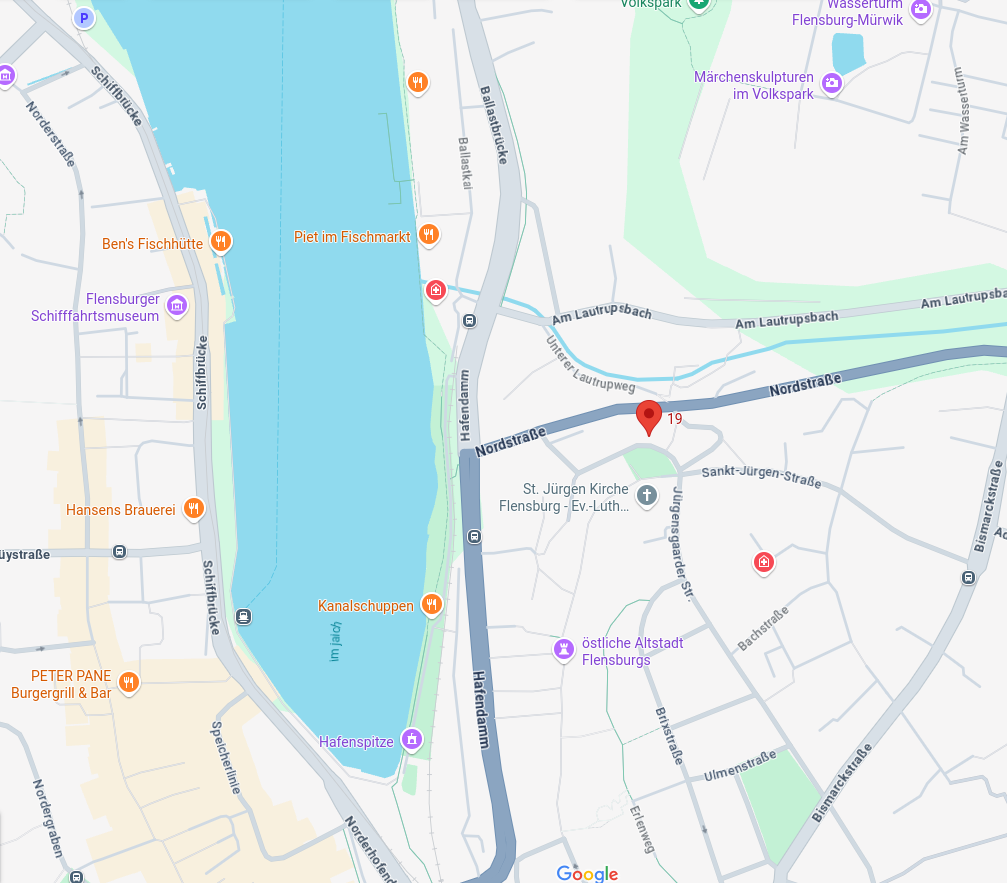 Volkspark
Wasserturm
Flensburg-Mürwik
P
Märchenskulpturen
im Volkspark
Am Wasserturm
Schiffbrücke
Norderstraße
Ballastbrücke
Ballastkai
Ben's Fischhütte
Piet im Fischmarkt
Flensburger
Schifffahrtsmuseum
Am Lautrupsbach
Am Lautrupsbach
Am Lautrupsba
Unterer Lautrupweg
Schiffbrücke
Hafendamm
Nordstraße
19
Nordstraße
Sankt-Jürgen-Straße
St. Jürgen Kirche
Flensburg - Ev.-Luth...
Jürgensgaarder Str.
Bismarckstraße
Hansens Brauerei
üystraße
Schiffbrücke
Kanalschuppen
Im Jaich
Bachstraße
östliche Altstadt
Flensburgs
PETER PANE
Burgergrill & Bar
Hafendamm
Hafenspitze
Brixstraße
Speicherlinie
Ulmenstraße
Bismarckstraße
Nordergraben
Norderhofend
Erlenweg
Google